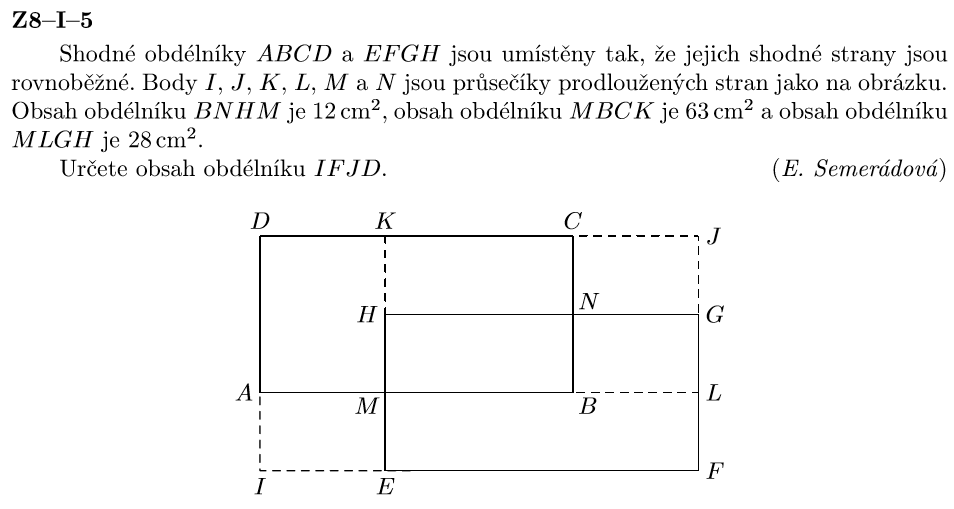 Z8–I–5
Shodné obdélníky ABCD a EFGH jsou umístěny tak, že jejich shodné strany jsou
rovnoběžné. Body I, J, K, L, M a N jsou průsečíky prodloužených stran jako na obrázku.
Obsah obdélníku BNHM je 12 cm², obsah obdélníku MBCK je 63 cm² a obsah obdélníku
MLGH je 28 cm².
Určete obsah obdélníku IFJD. (E. Semerádová)
D K C J
H N G
A M B L
I E F